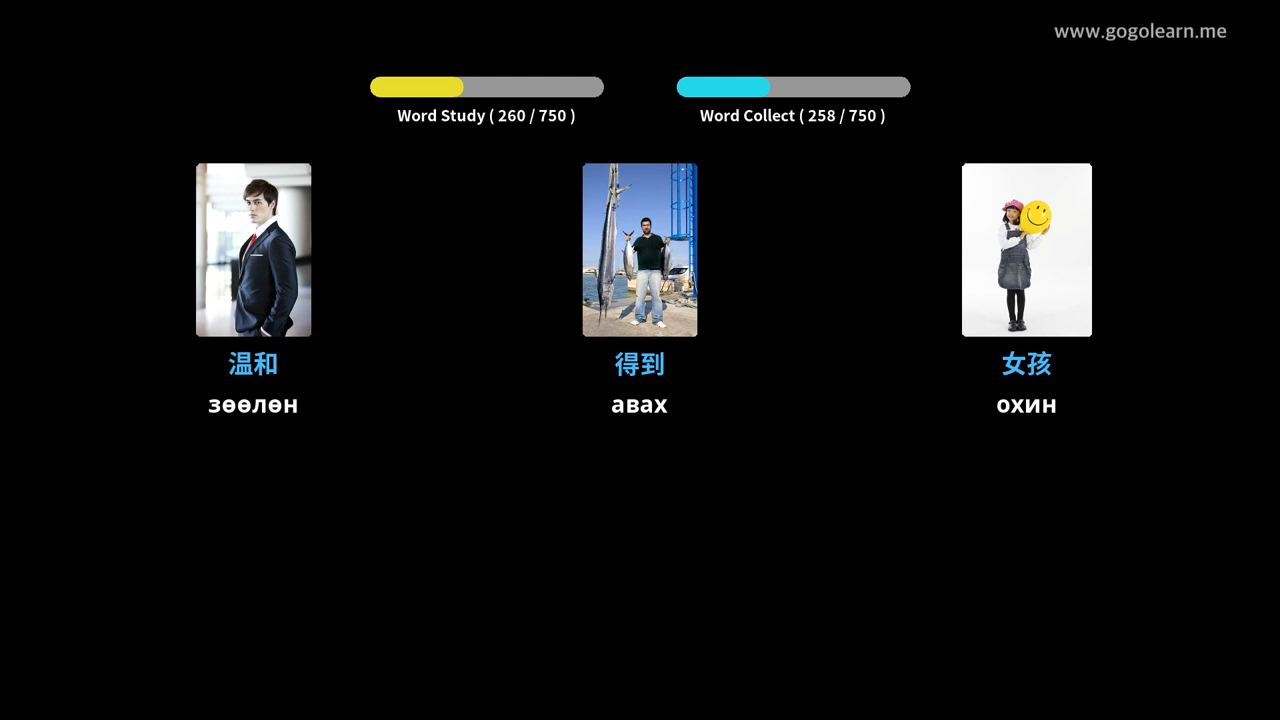 www.gogolearn.me
Word Study ( 260 / 750 )
Word Collect ( 258 / 750 )
温和
得到
女孩
зөөлөн
авах
охин